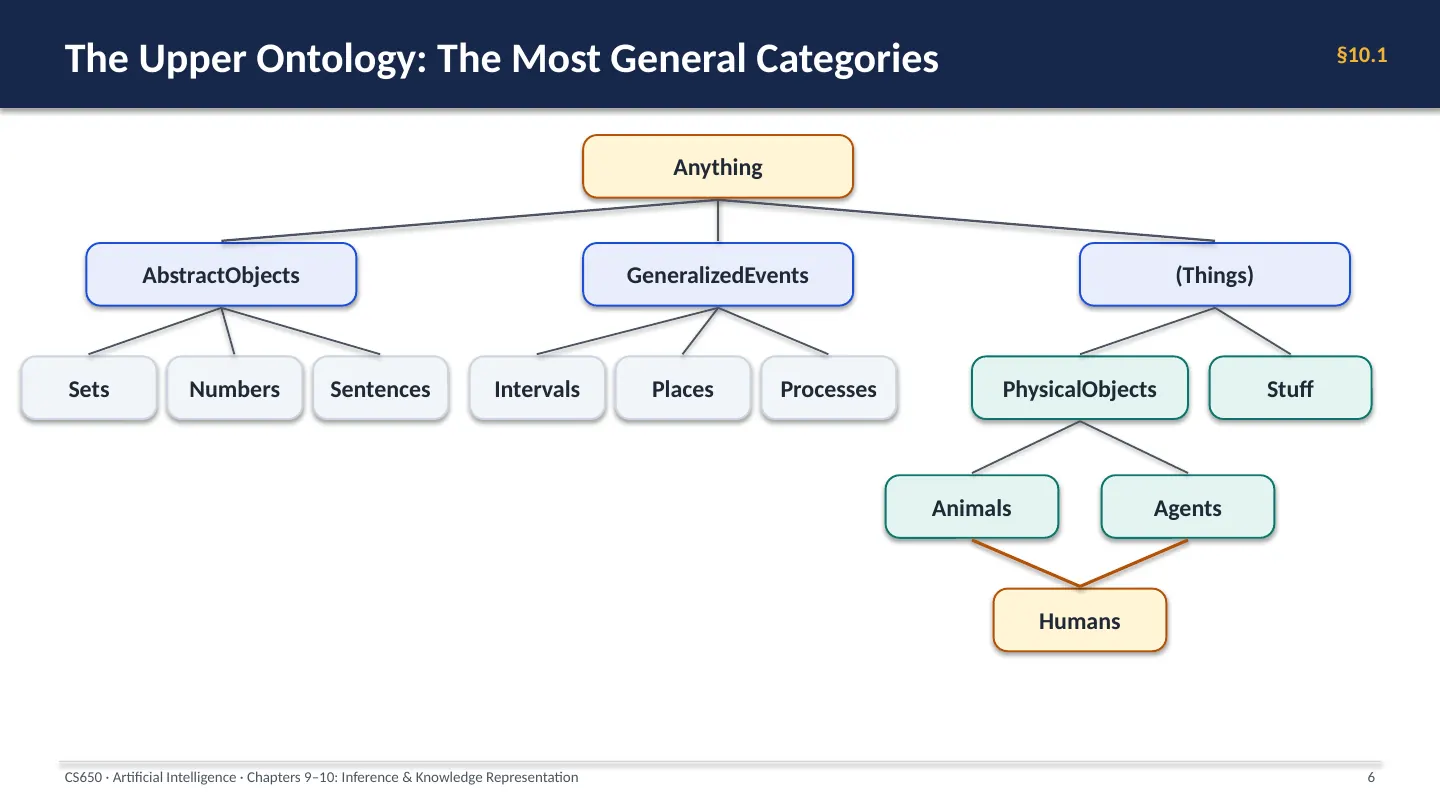 The Upper Ontology: The Most General Categories
§10.1
Anything
AbstractObjects
GeneralizedEvents
(Things)
Sets
Numbers
Sentences
Intervals
Places
Processes
PhysicalObjects
Stuff
Animals
Agents
Humans
CS650 · Artificial Intelligence · Chapters 9–10: Inference & Knowledge Representation
6